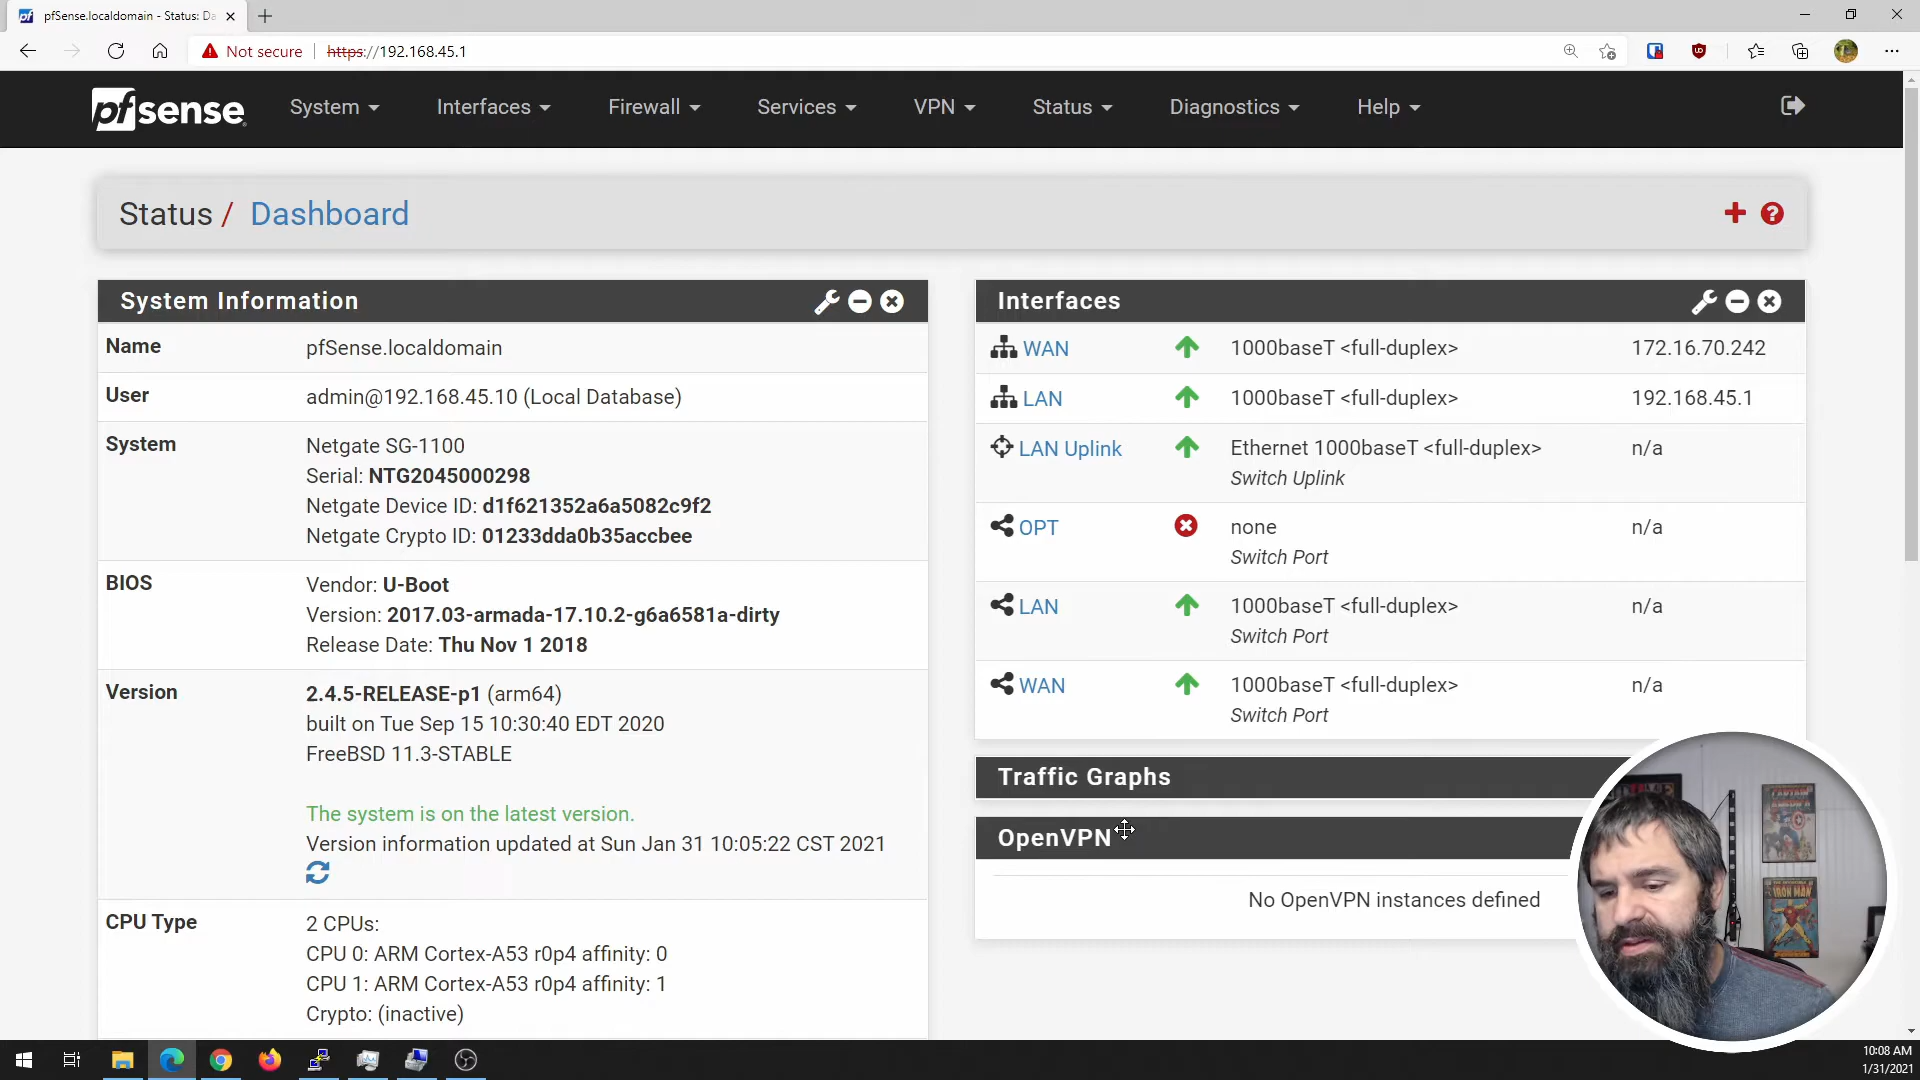 pfSense.localdomain - Status: Da
Not secure
https://192.168.45.1
pfsense
System
Interfaces
Firewall
Services
VPN
Status
Diagnostics
Help
Status / Dashboard
System Information
Name
pfSense.localdomain
User
admin@192.168.45.10 (Local Database)
System
Netgate SG-1100
Serial: NTG2045000298
Netgate Device ID: d1f621352a6a5082c9f2
Netgate Crypto ID: 01233dda0b35accbee
BIOS
Vendor: U-Boot
Version: 2017.03-armada-17.10.2-g6a6581a-dirty
Release Date: Thu Nov 1 2018
Version
2.4.5-RELEASE-p1 (arm64)
built on Tue Sep 15 10:30:40 EDT 2020
FreeBSD 11.3-STABLE
The system is on the latest version.
Version information updated at Sun Jan 31 10:05:22 CST 2021
CPU Type
2 CPUs:
CPU 0: ARM Cortex-A53 r0p4 affinity: 0
CPU 1: ARM Cortex-A53 r0p4 affinity: 1
Crypto: (inactive)
Interfaces
WAN 1000baseT <full-duplex> 172.16.70.242
LAN 1000baseT <full-duplex> 192.168.45.1
LAN Uplink Ethernet 1000baseT <full-duplex> n/a
Switch Uplink
OPT none n/a
Switch Port
LAN 1000baseT <full-duplex> n/a
Switch Port
WAN 1000baseT <full-duplex> n/a
Switch Port
Traffic Graphs
OpenVPN
No OpenVPN instances defined
IRON MAN
10:08 AM
1/31/2021